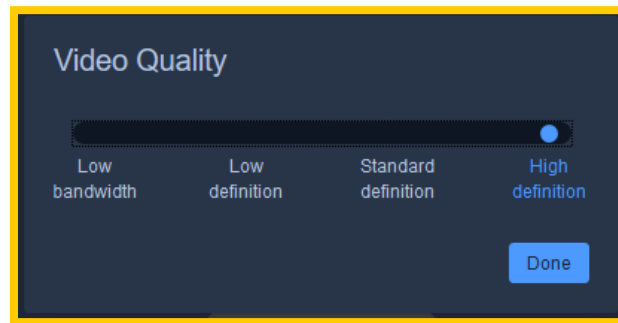 Video Quality
Low bandwidth
Low definition
Standard definition
High definition
Done